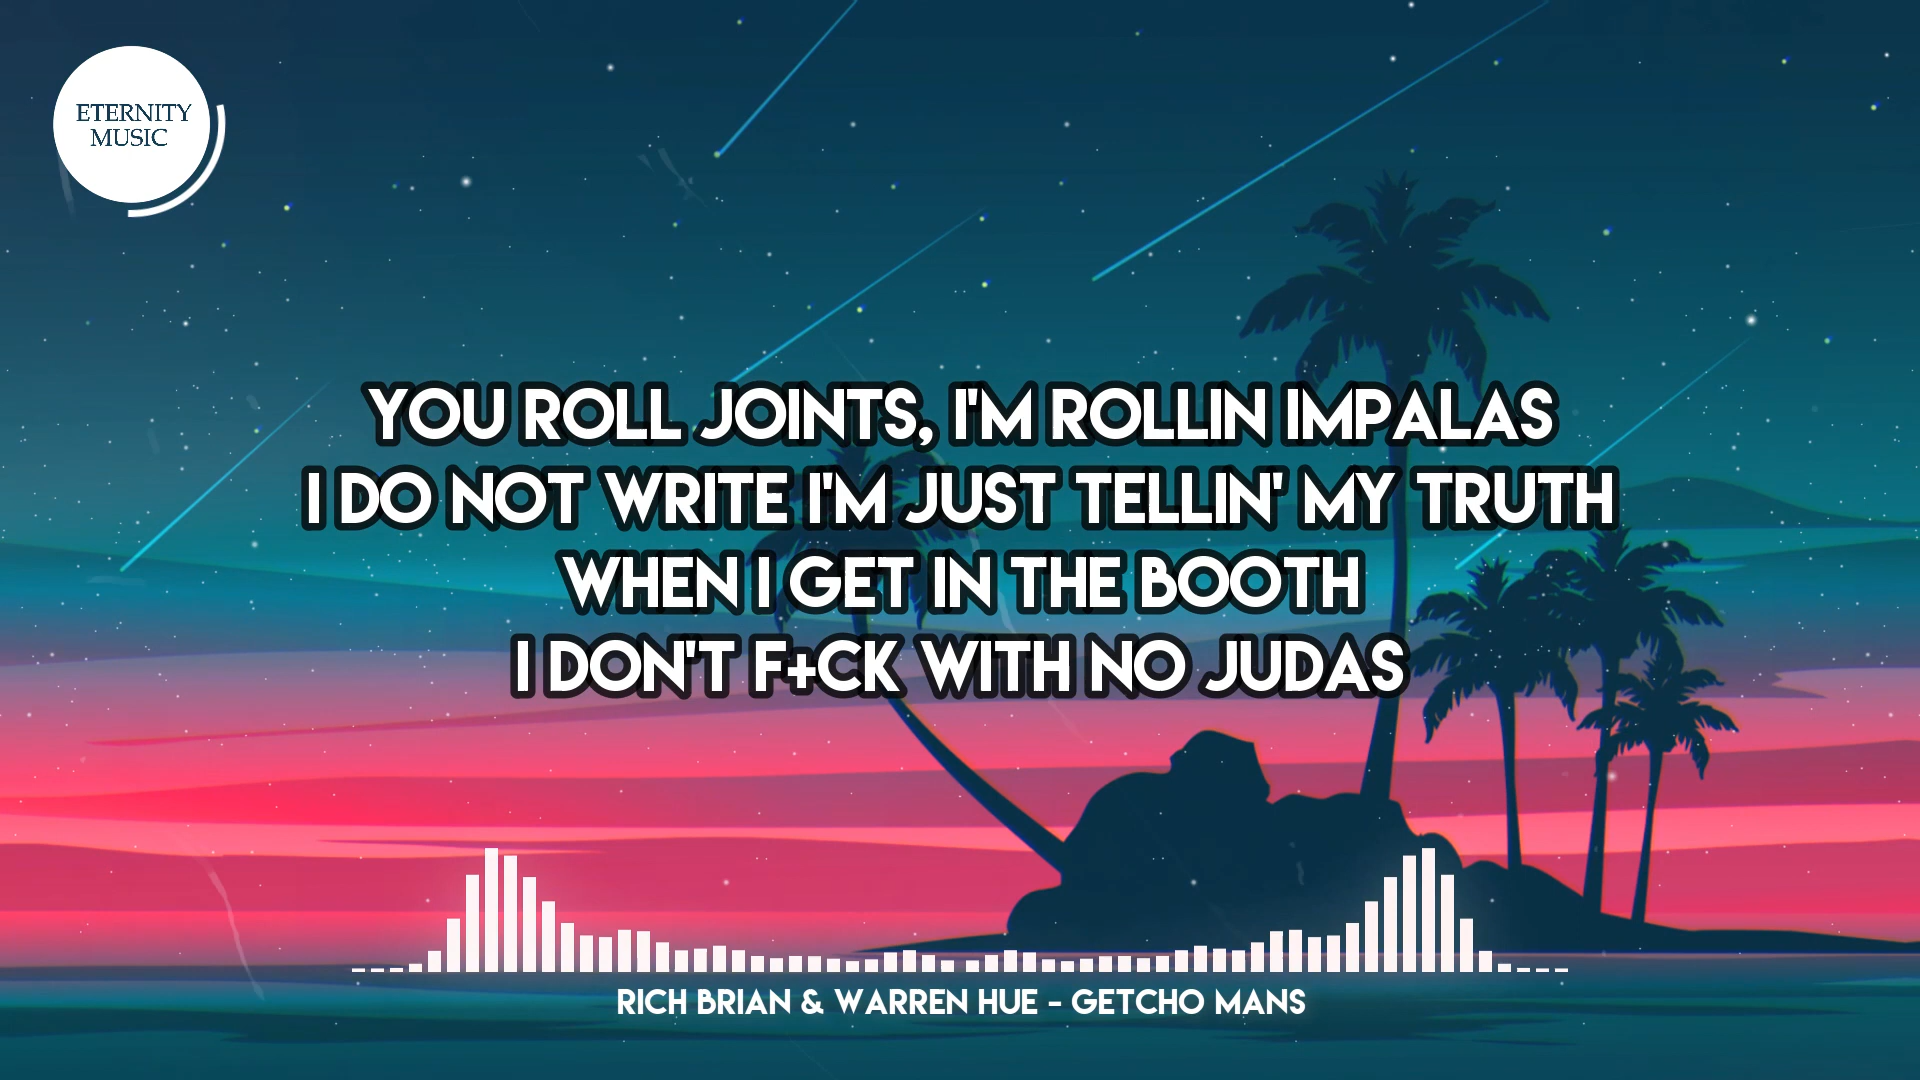 ETERNITY
MUSIC
YOU ROLL JOINTS, I'M ROLLIN IMPALAS
I DO NOT WRITE I'M JUST TELLIN' MY TRUTH
WHEN I GET IN THE BOOTH
I DON'T F+CK WITH NO JUDAS
RICH BRIAN & WARREN HUE - GETCHO MANS